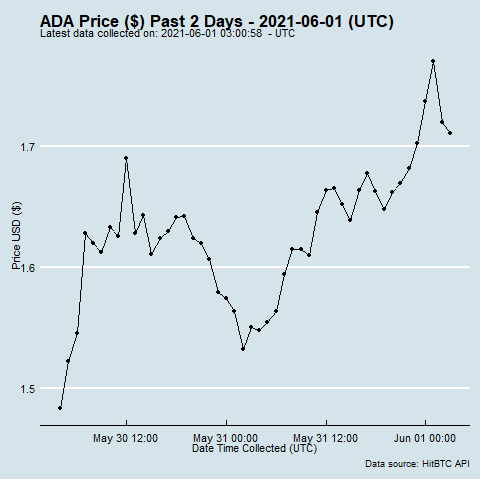 ADA Price ($) Past 2 Days - 2021-06-01 (UTC)
Latest data collected on: 2021-06-01 03:00:58 - UTC
1.7
1.6
1.5
Price USD ($)
May 30 12:00
May 31 00:00
May 31 12:00
Jun 01 00:00
Date Time Collected (UTC)
Data source: HitBTC API